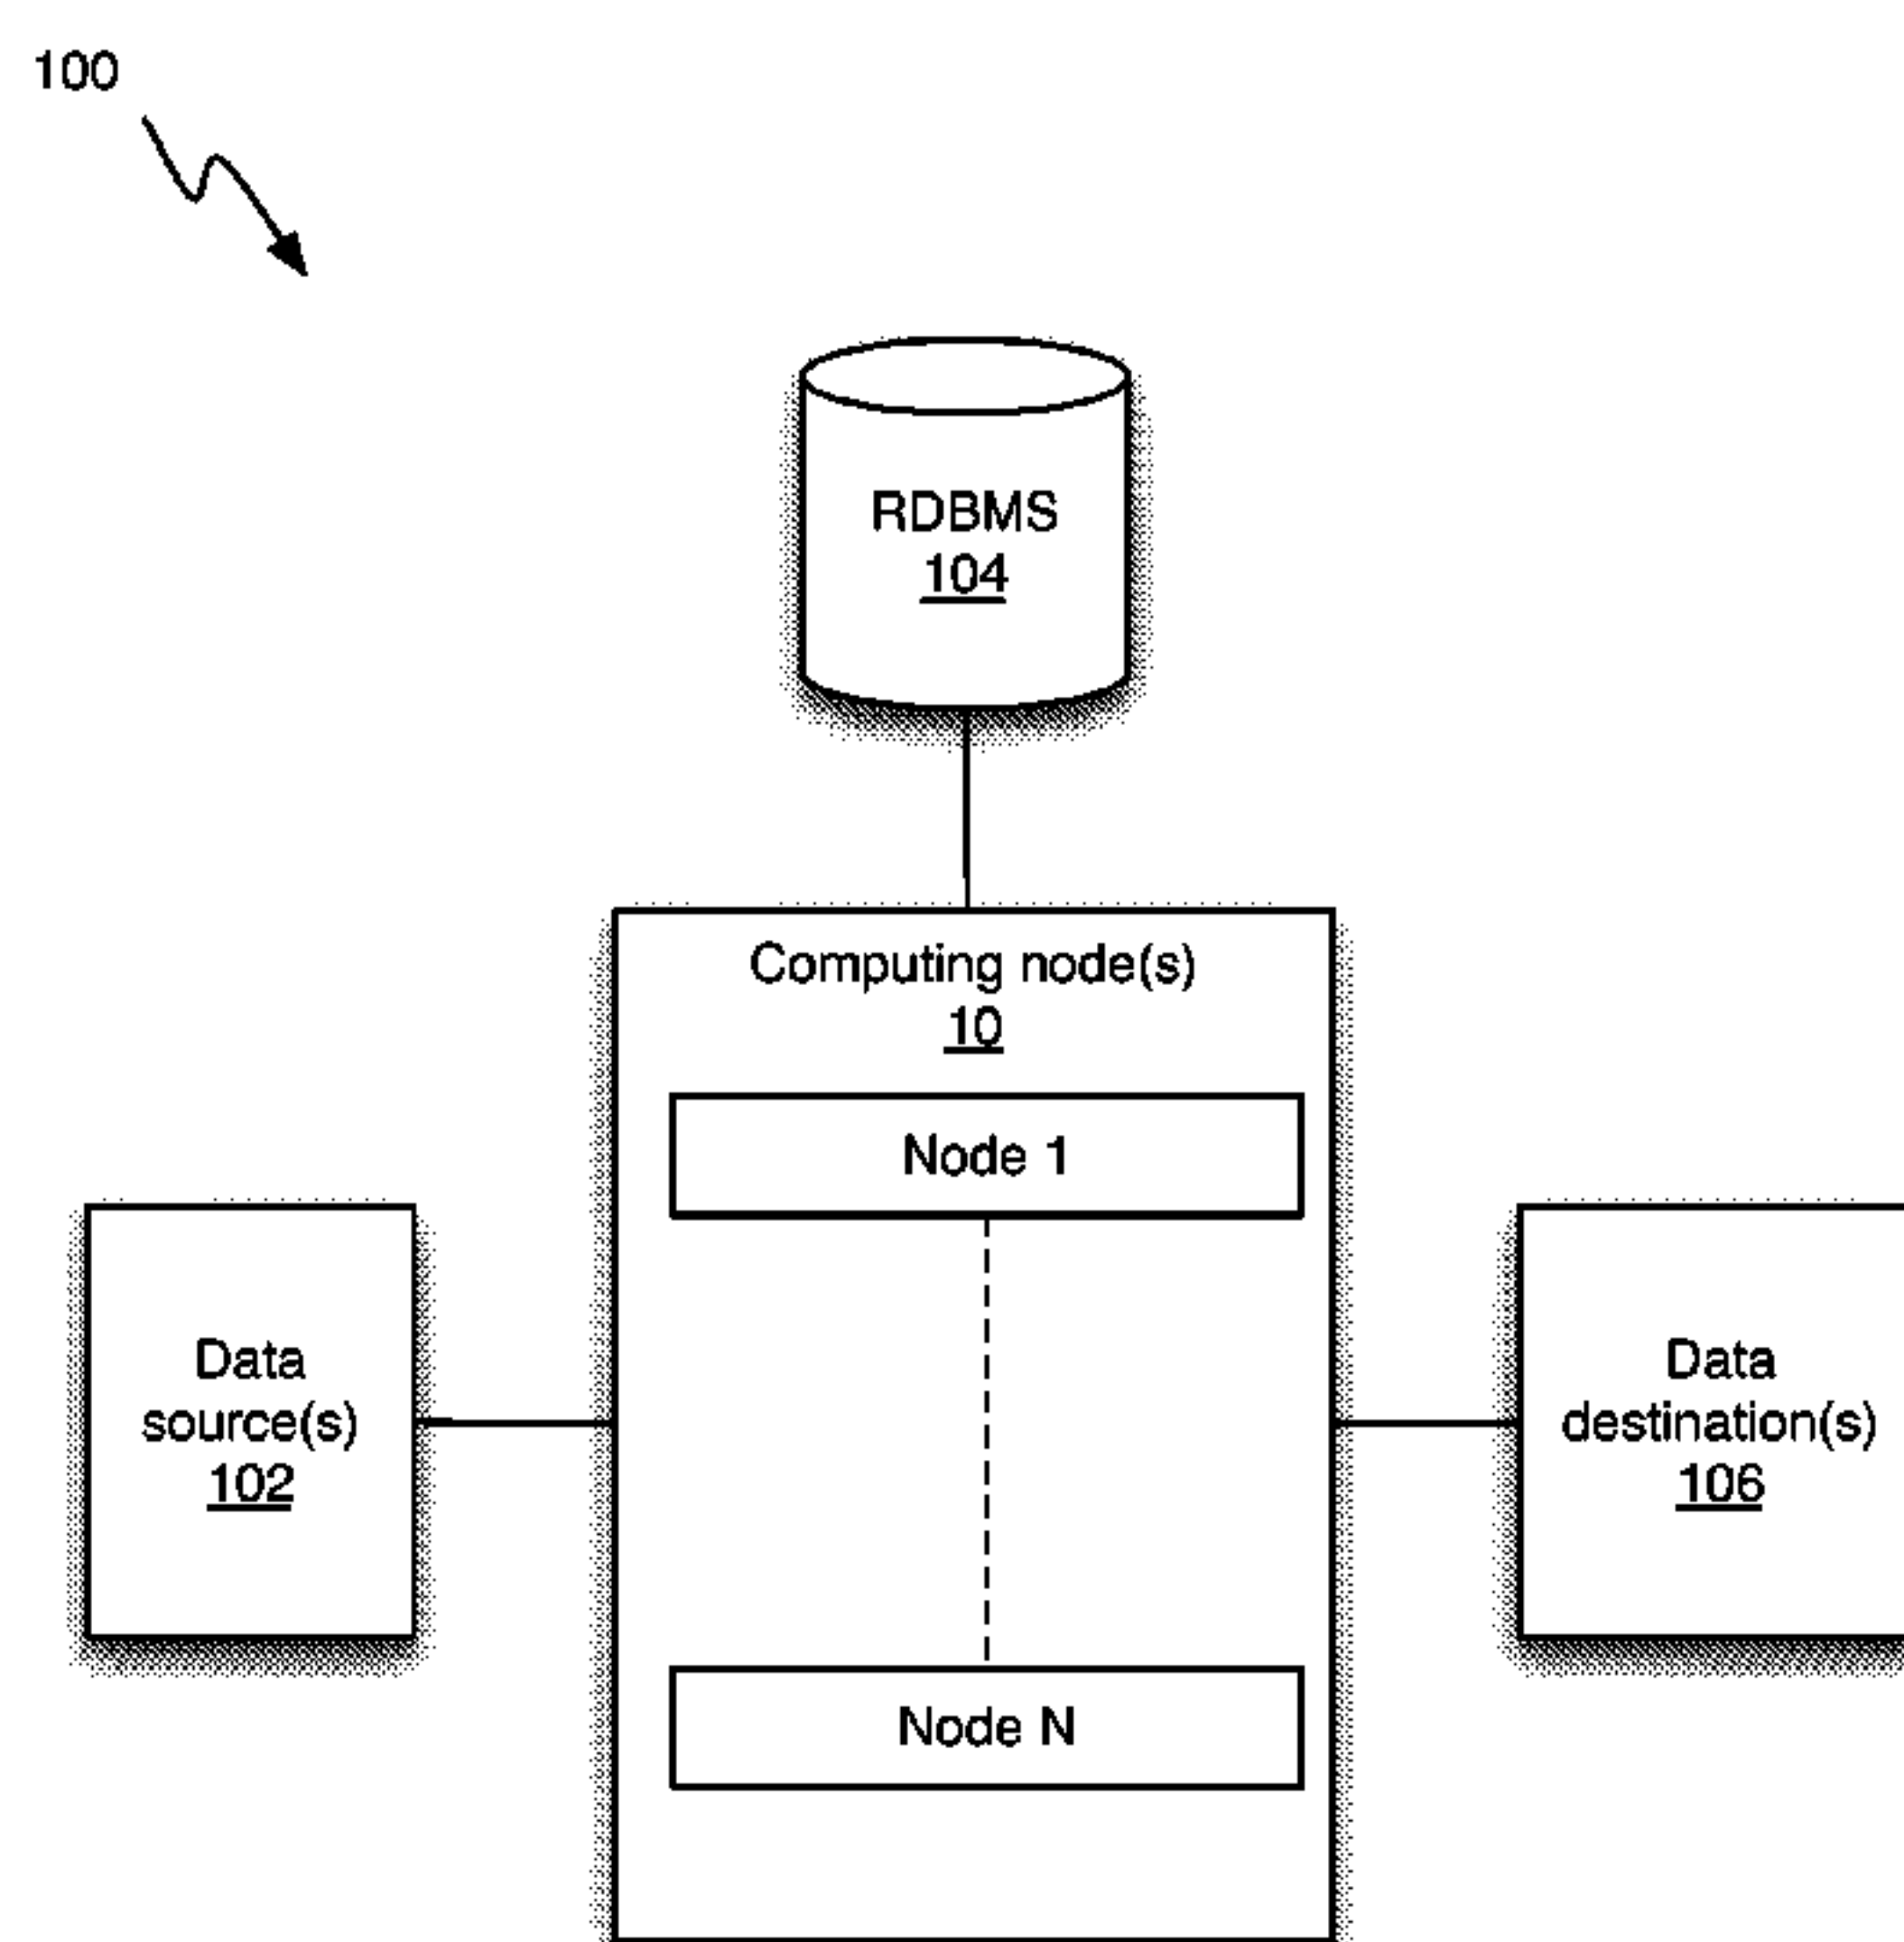 100
RDBMS
104
Computing node(s)
10
Node 1
Data
source(s)
102
Data
destination(s)
106
Node N